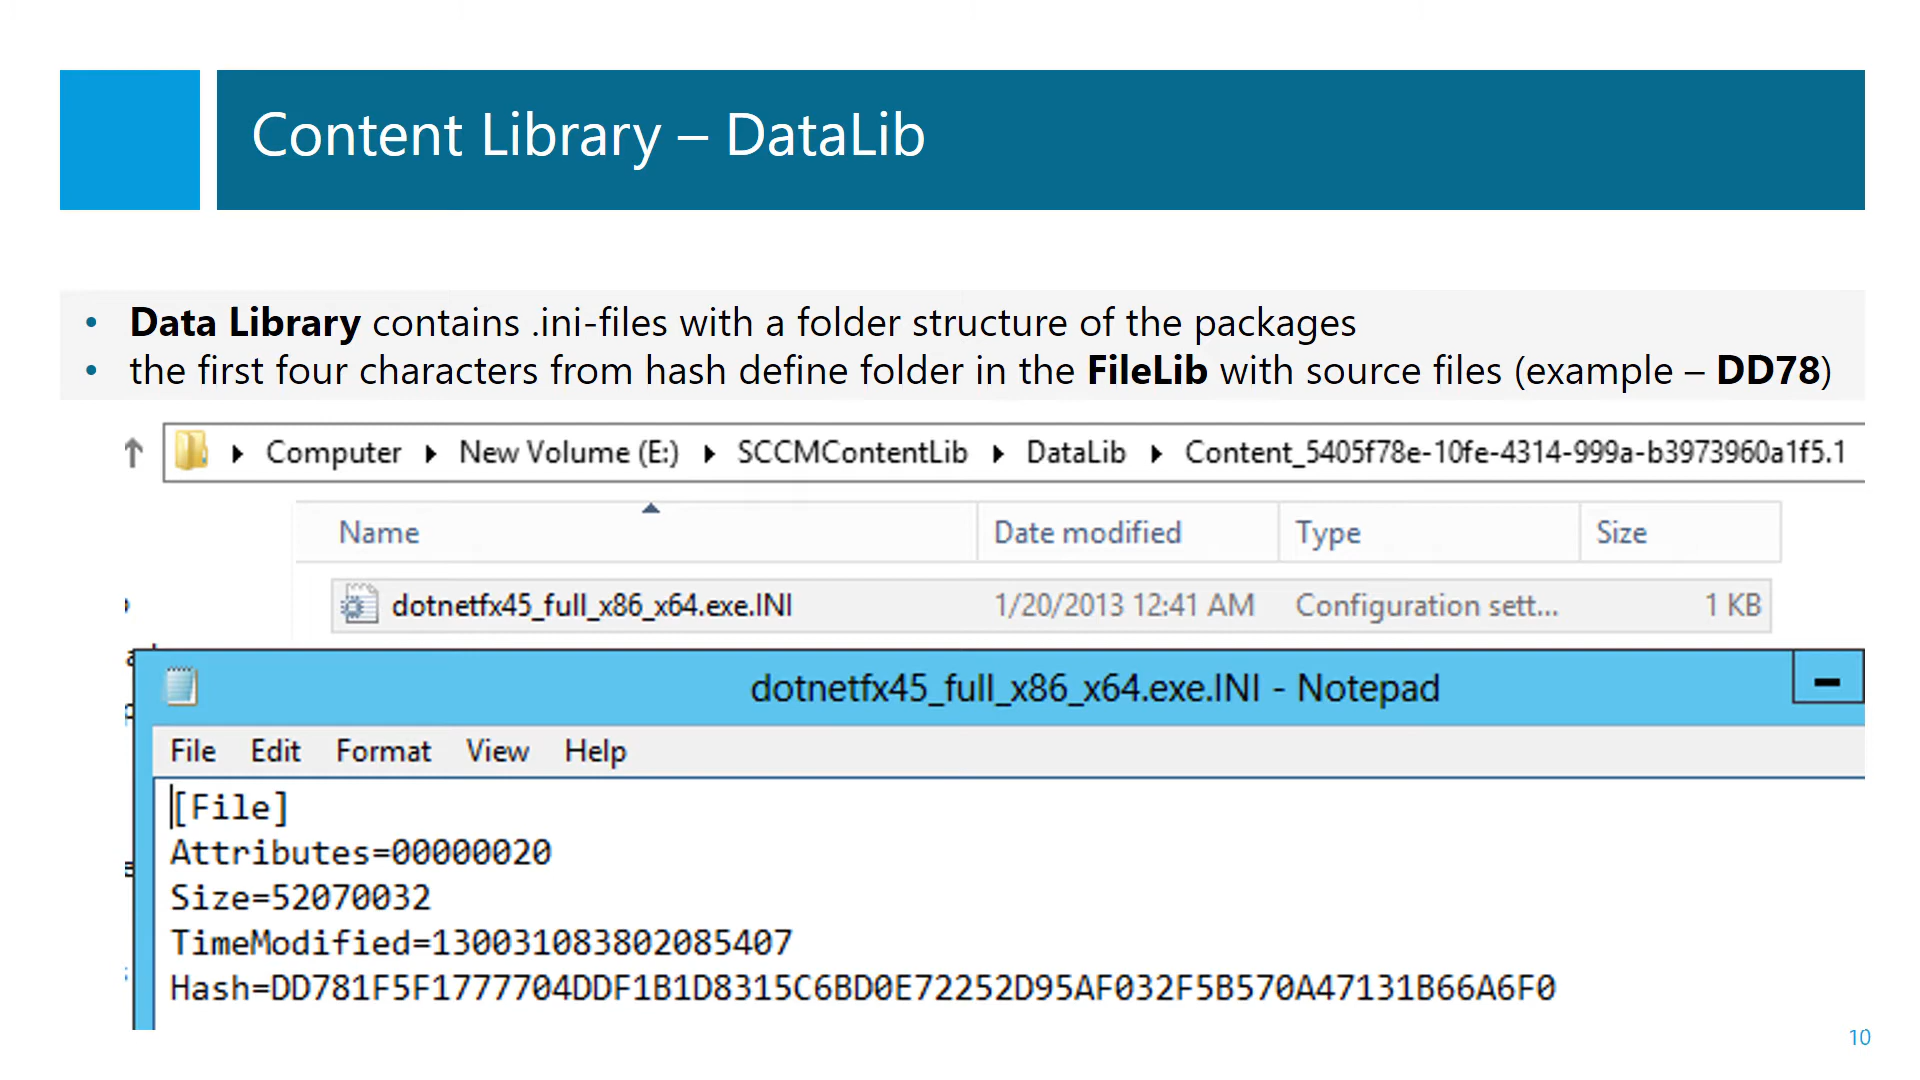 Content Library – DataLib
• Data Library contains .ini-files with a folder structure of the packages
• the first four characters from hash define folder in the FileLib with source files (example – DD78)
Computer New Volume (E:) SCCMContentLib DataLib Content_5405f78e-10fe-4314-999a-b3973960a1f5.1
Name Date modified Type Size
dotnetfx45_full_x86_x64.exe.INI 1/20/2013 12:41 AM Configuration sett... 1 KB
dotnetfx45_full_x86_x64.exe.INI - Notepad
File Edit Format View Help
[File]
Attributes=00000020
Size=52070032
TimeModified=130031083802085407
Hash=DD781F5F1777704DDF1B1D8315C6BD0E72252D95AF032F5B570A47131B66A6F0
10